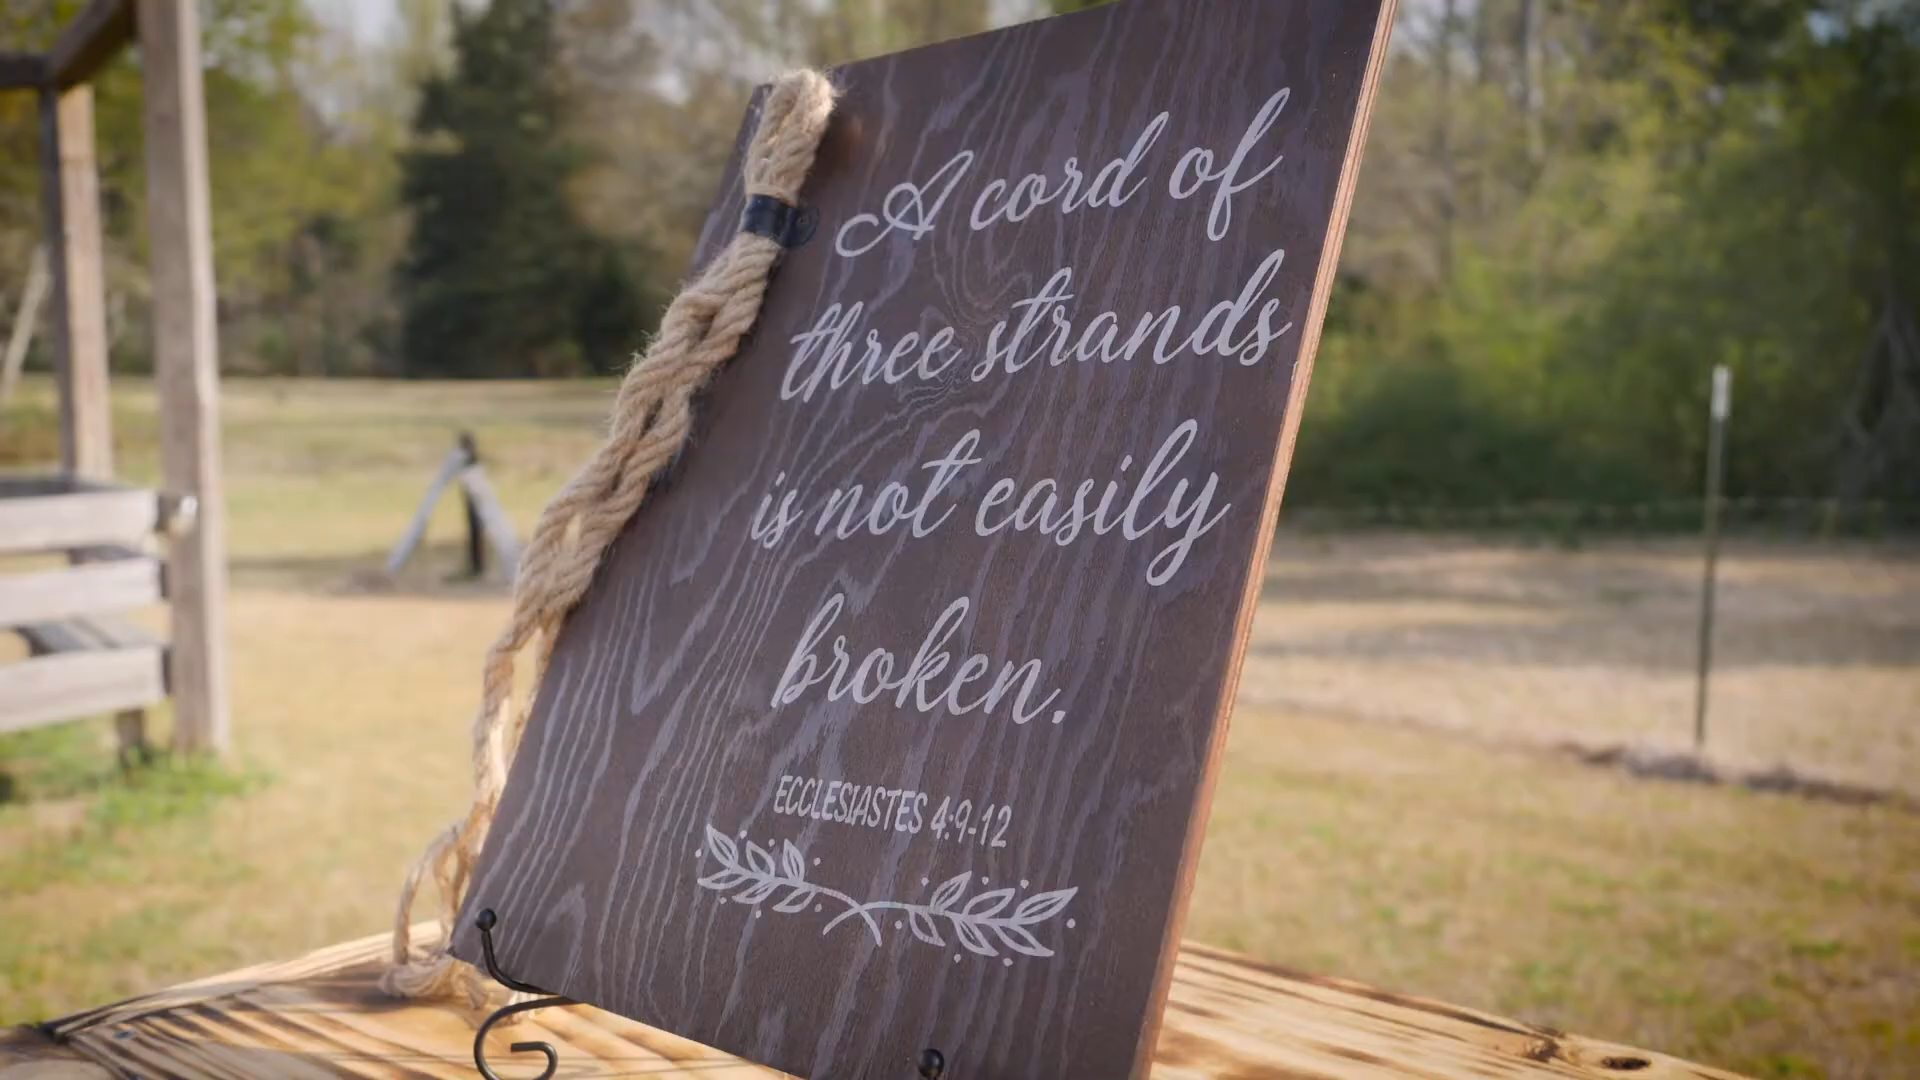 A cord of
three strands
is not easily
broken.
ECCLESIASTES 4:9-12